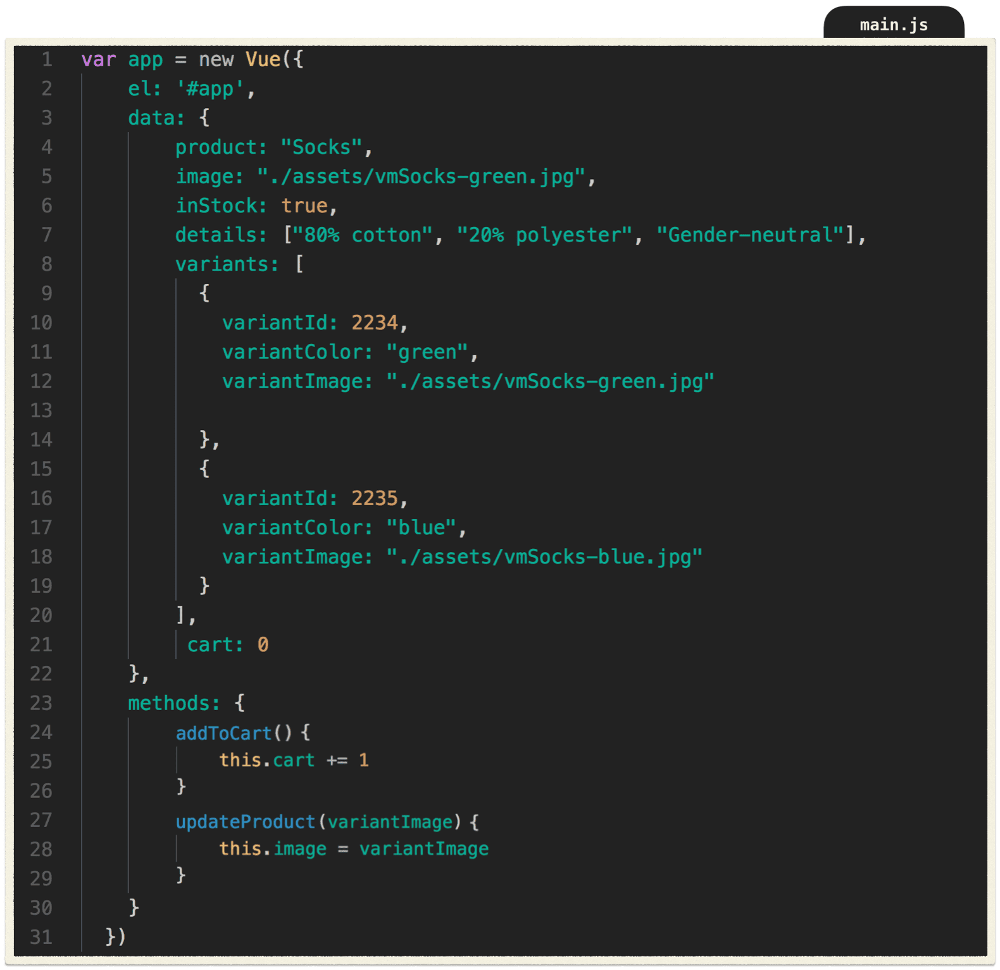 main.js
1 var app = new Vue({
2 el: '#app',
3 data: {
4 product: "Socks",
5 image: "./assets/vmSocks-green.jpg",
6 inStock: true,
7 details: ["80% cotton", "20% polyester", "Gender-neutral"],
8 variants: [
9 {
10 variantId: 2234,
11 variantColor: "green",
12 variantImage: "./assets/vmSocks-green.jpg"
13
14 },
15 {
16 variantId: 2235,
17 variantColor: "blue",
18 variantImage: "./assets/vmSocks-blue.jpg"
19 }
20 ],
21 cart: 0
22 },
23 methods: {
24 addToCart() {
25 this.cart += 1
26 }
27 updateProduct(variantImage) {
28 this.image = variantImage
29 }
30 }
31 })